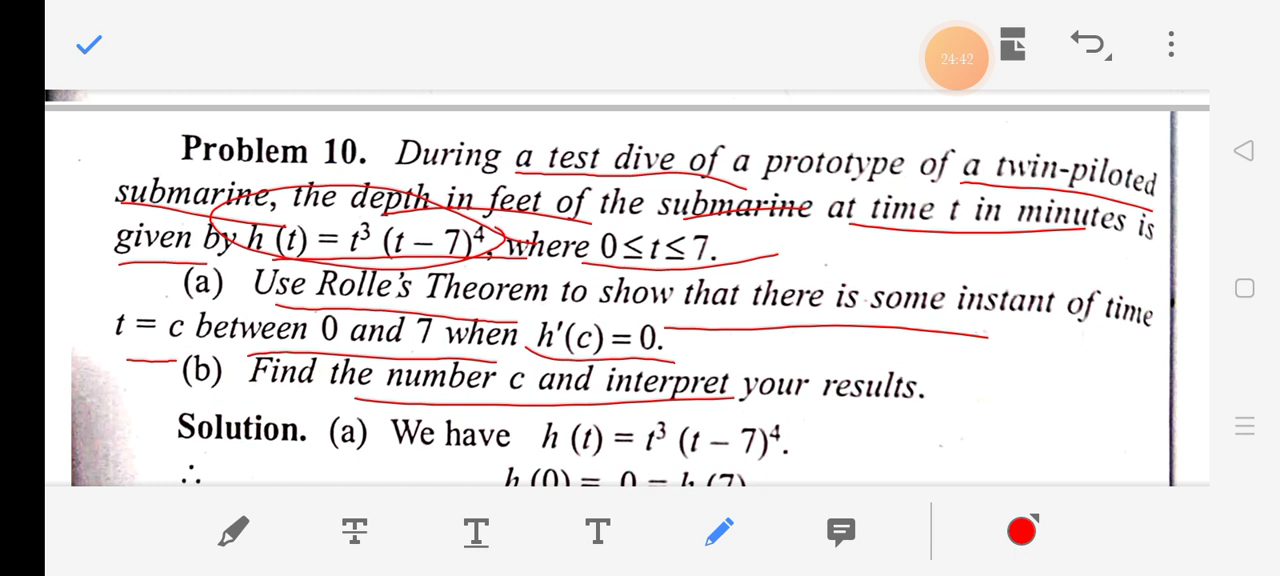 24:42
Problem 10. During a test dive of a prototype of a twin-piloted
submarine, the depth in feet of the submarine at time t in minutes is
given by h (t) = t³ (t – 7)⁴, where 0 ≤ t ≤ 7.
(a) Use Rolle's Theorem to show that there is some instant of time
t = c between 0 and 7 when h'(c) = 0.
(b) Find the number c and interpret your results.
Solution. (a) We have h (t) = t³ (t – 7)⁴.
∴ h (0) = 0 = h (7)
T T T